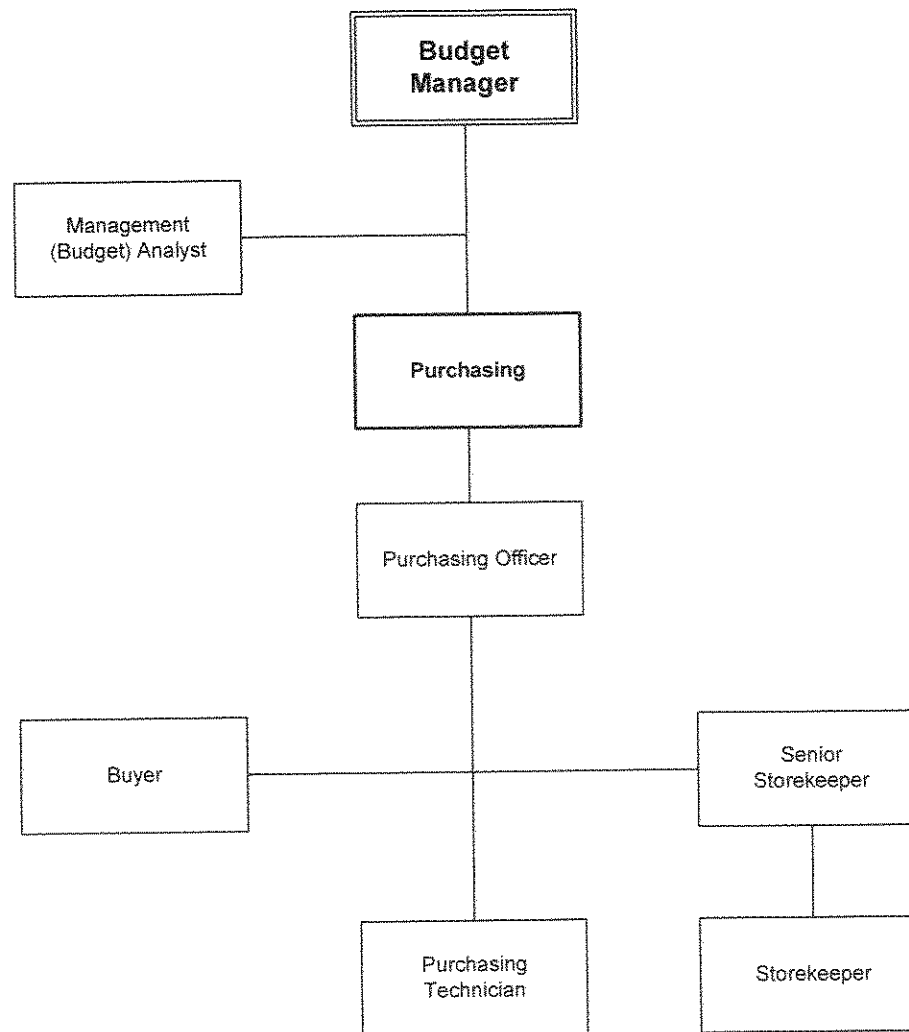 Budget
Manager
Management
(Budget) Analyst
Purchasing
Purchasing Officer
Buyer
Senior
Storekeeper
Purchasing
Technician
Storekeeper